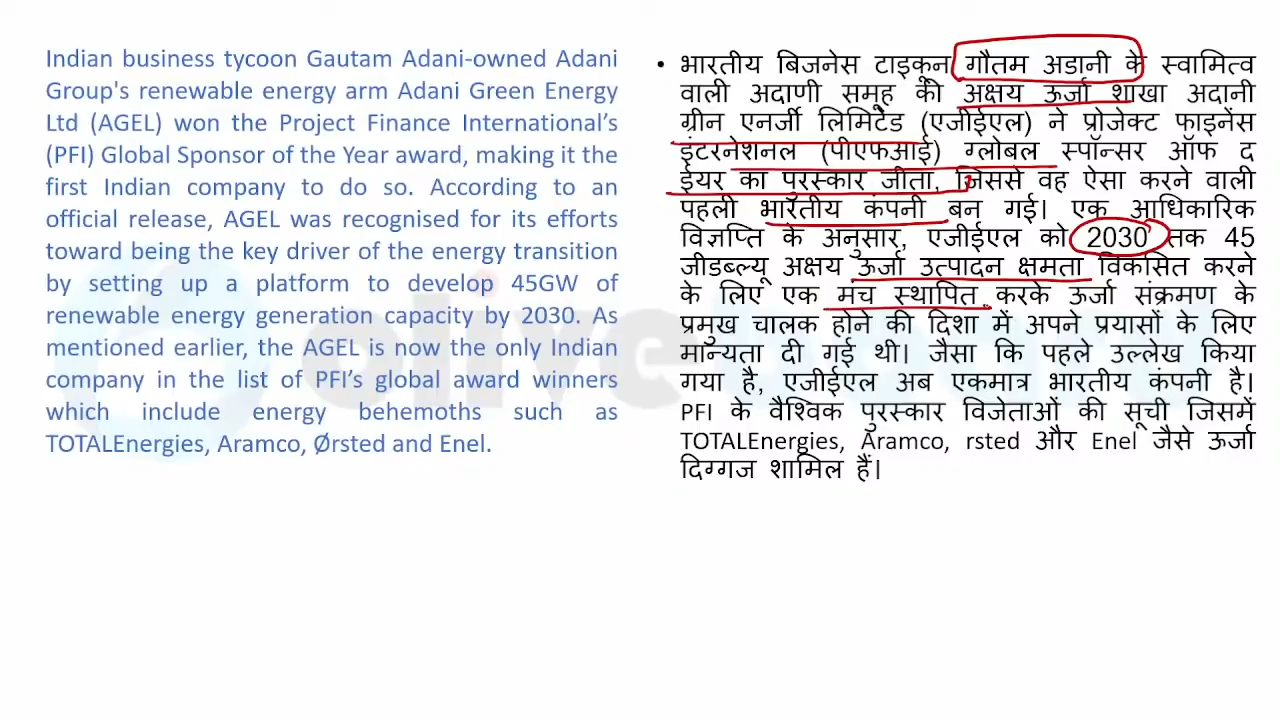 Indian business tycoon Gautam Adani-owned Adani
Group's renewable energy arm Adani Green Energy
Ltd (AGEL) won the Project Finance International’s
(PFI) Global Sponsor of the Year award, making it the
first Indian company to do so. According to an
official release, AGEL was recognised for its efforts
toward being the key driver of the energy transition
by setting up a platform to develop 45GW of
renewable energy generation capacity by 2030. As
mentioned earlier, the AGEL is now the only Indian
company in the list of PFI’s global award winners
which include energy behemoths such as
TOTALEnergies, Aramco, Ørsted and Enel.
• भारतीय बिजनेस टाइकून गौतम अडानी के स्वामित्व
वाली अदाणी समूह की अक्षय ऊर्जा शाखा अदानी
ग्रीन एनर्जी लिमिटेड (एजीईएल) ने प्रोजेक्ट फाइनेंस
इंटरनेशनल (पीएफआई) ग्लोबल स्पॉन्सर ऑफ द
ईयर का पुरस्कार जीता, जिससे वह ऐसा करने वाली
पहली भारतीय कंपनी बन गई। एक आधिकारिक
विज्ञप्ति के अनुसार, एजीईएल को 2030 तक 45
जीडब्ल्यू अक्षय ऊर्जा उत्पादन क्षमता विकसित करने
के लिए एक मंच स्थापित करके ऊर्जा संक्रमण के
प्रमुख चालक होने की दिशा में अपने प्रयासों के लिए
मान्यता दी गई थी। जैसा कि पहले उल्लेख किया
गया है, एजीईएल अब एकमात्र भारतीय कंपनी है।
PFI के वैश्विक पुरस्कार विजेताओं की सूची जिसमें
TOTALEnergies, Aramco, rsted और Enel जैसे ऊर्जा
दिग्गज शामिल हैं।